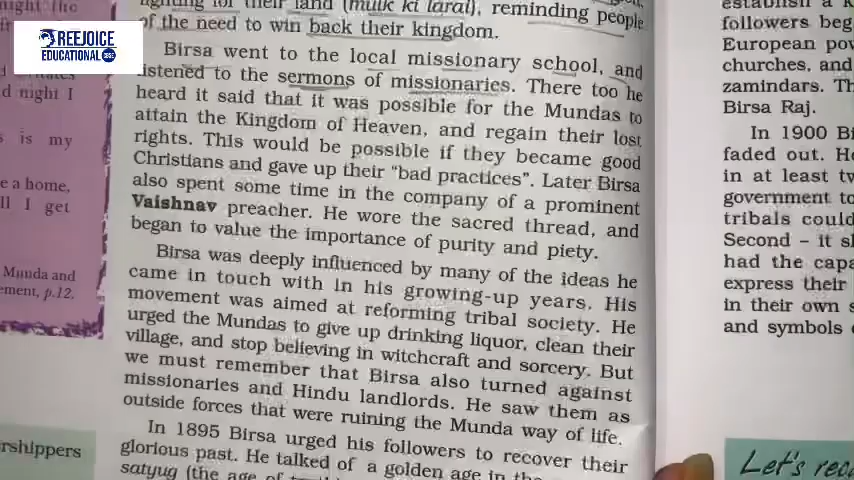 REEJOICE
EDUCATIONAL
night I
is my
e a home,
ll I get
Munda and
ement, p.12.
rshippers
fighting for their land (mulk ki larai), reminding people
of the need to win back their kingdom.
Birsa went to the local missionary school, and
listened to the sermons of missionaries. There too he
heard it said that it was possible for the Mundas to
attain the Kingdom of Heaven, and regain their lost
rights. This would be possible if they became good
Christians and gave up their “bad practices”. Later Birsa
also spent some time in the company of a prominent
Vaishnav preacher. He wore the sacred thread, and
began to value the importance of purity and piety.
Birsa was deeply influenced by many of the ideas he
came in touch with in his growing-up years. His
movement was aimed at reforming tribal society. He
urged the Mundas to give up drinking liquor, clean their
village, and stop believing in witchcraft and sorcery. But
we must remember that Birsa also turned against
missionaries and Hindu landlords. He saw them as
outside forces that were ruining the Munda way of life.
In 1895 Birsa urged his followers to recover their
glorious past. He talked of a golden age in the
satyug (the age of
establish a
followers beg
European pow
churches, and
zamindars. Th
Birsa Raj.
In 1900 Bi
faded out. Ho
in at least tw
government to
tribals could
Second – it sh
had the capa
express their
in their own s
and symbols
Let's rec